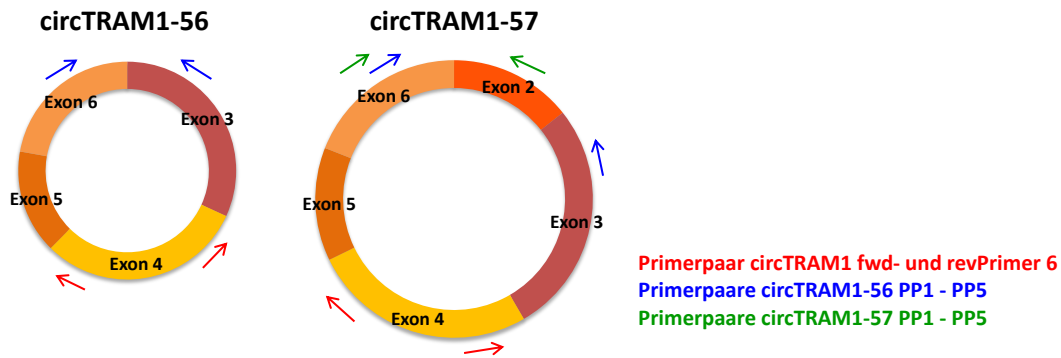 circTRAM1-56
circTRAM1-57
Exon 6
Exon 3
Exon 5
Exon 4
Exon 6
Exon 2
Exon 5
Exon 3
Exon 4
Primerpaar circTRAM1 fwd- und revPrimer 6
Primerpaare circTRAM1-56 PP1 - PP5
Primerpaare circTRAM1-57 PP1 - PP5